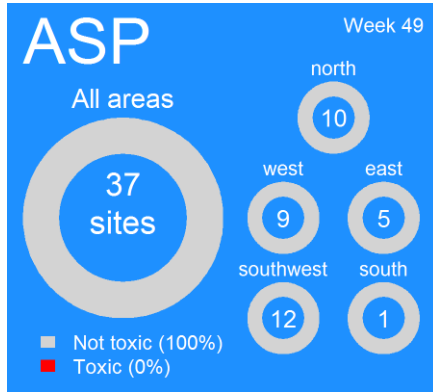 ASP
Week 49
All areas
37
sites
north
10
west
9
east
5
southwest
12
south
1
Not toxic (100%)
Toxic (0%)